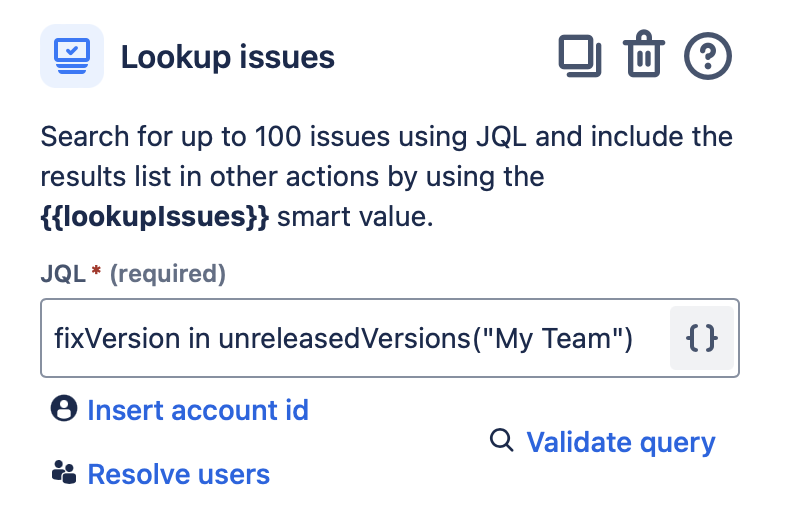 Lookup issues
Search for up to 100 issues using JQL and include the
results list in other actions by using the
{{lookupIssues}} smart value.
JQL * (required)
fixVersion in unreleasedVersions("My Team")
{}
Insert account id
Validate query
Resolve users